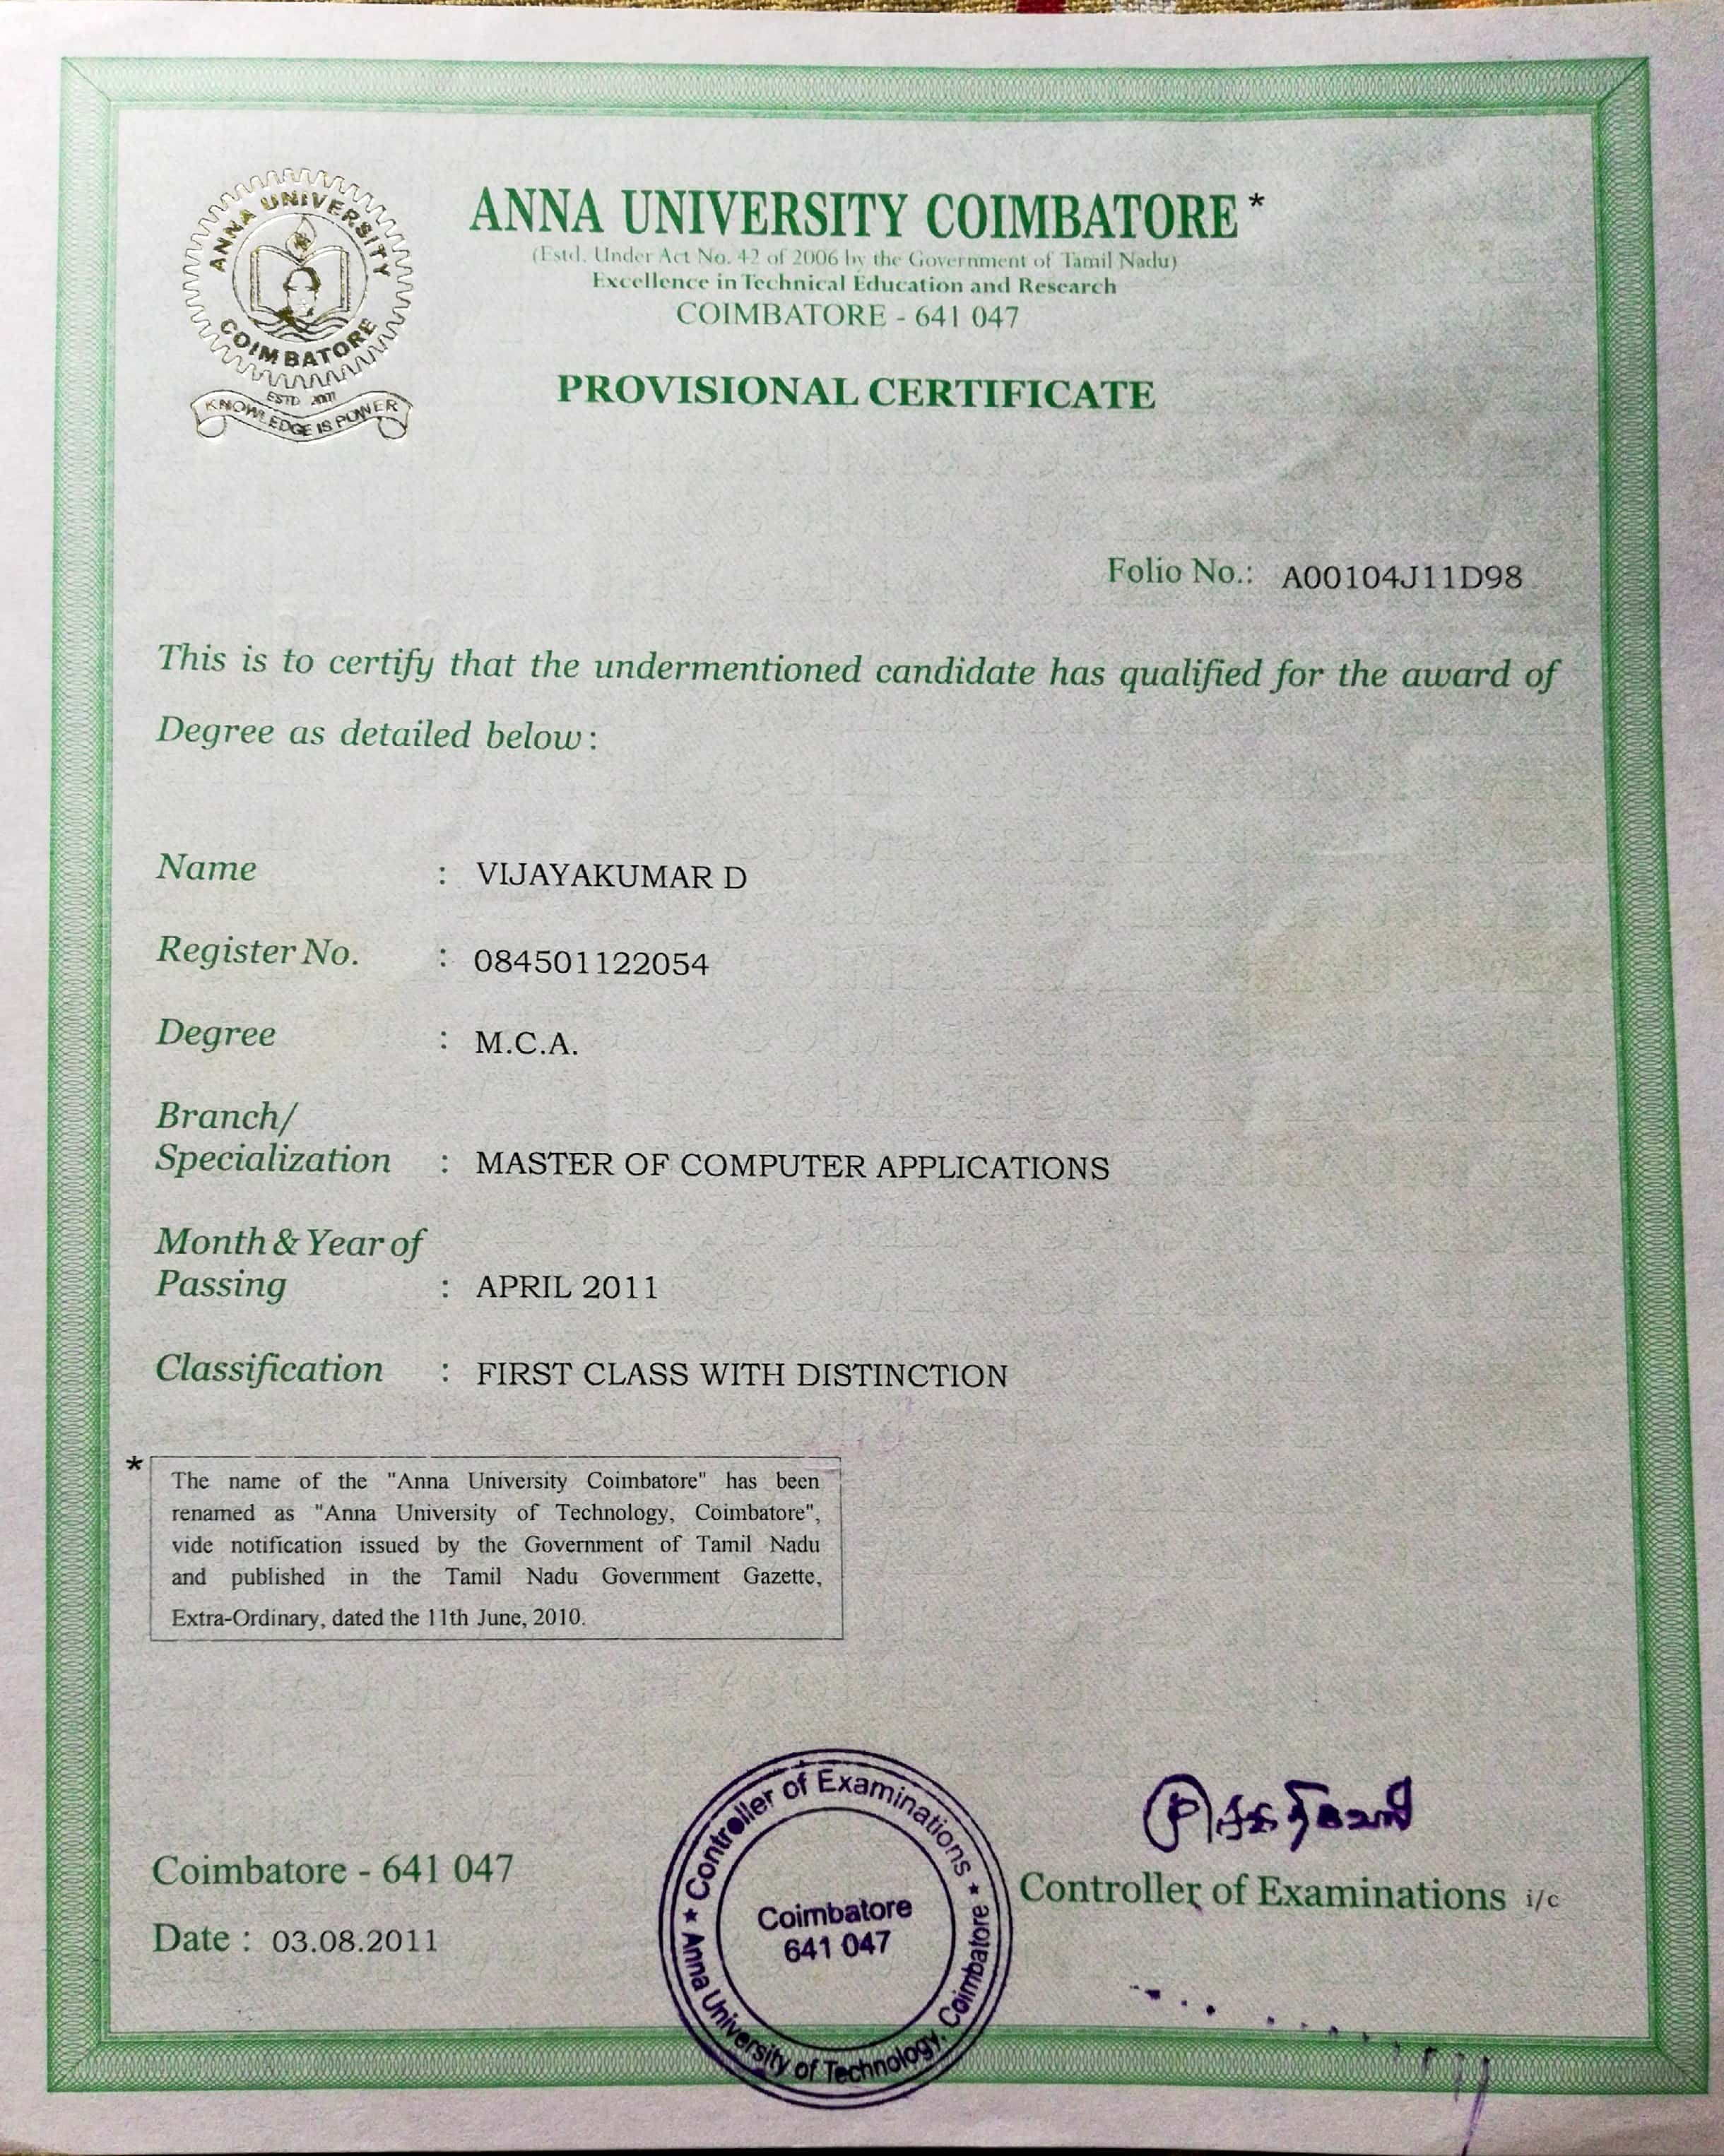 ANNA UNIVERSITY
COIMBATORE
KNOWLEDGE IS POWER
ANNA UNIVERSITY COIMBATORE *
(Estd. Under Act No. 42 of 2006 by the Government of Tamil Nadu)
Excellence in Technical Education and Research
COIMBATORE - 641 047
PROVISIONAL CERTIFICATE
Folio No.: A00104J11D98
This is to certify that the undermentioned candidate has qualified for the award of
Degree as detailed below :
Name : VIJAYAKUMAR D
Register No. : 084501122054
Degree : M.C.A.
Branch/
Specialization : MASTER OF COMPUTER APPLICATIONS
Month & Year of
Passing : APRIL 2011
Classification : FIRST CLASS WITH DISTINCTION
* The name of the "Anna University Coimbatore" has been
renamed as "Anna University of Technology, Coimbatore",
vide notification issued by the Government of Tamil Nadu
and published in the Tamil Nadu Government Gazette,
Extra-Ordinary, dated the 11th June, 2010.
Controller of Examinations
Coimbatore
641 047
Anna University of Technology, Coimbatore
Coimbatore - 641 047
Controller of Examinations i/c
Date : 03.08.2011